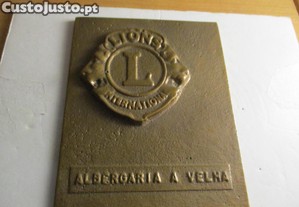 Custojusto.pt
LIONS
L
INTERNATIONAL
ALBERGARIA A VELHA